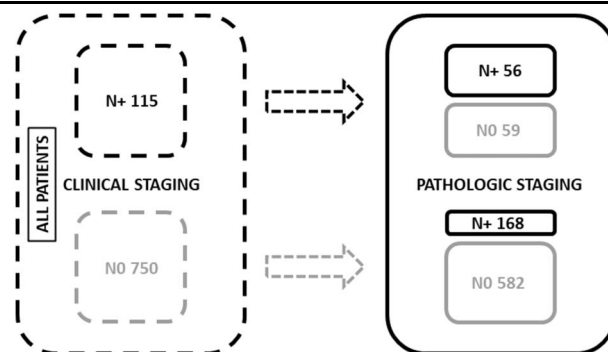 N+ 56
N+ 115
N0 59
ALL PATIENTS
CLINICAL STAGING
PATHOLOGIC STAGING
N+ 168
N0 750
N0 582